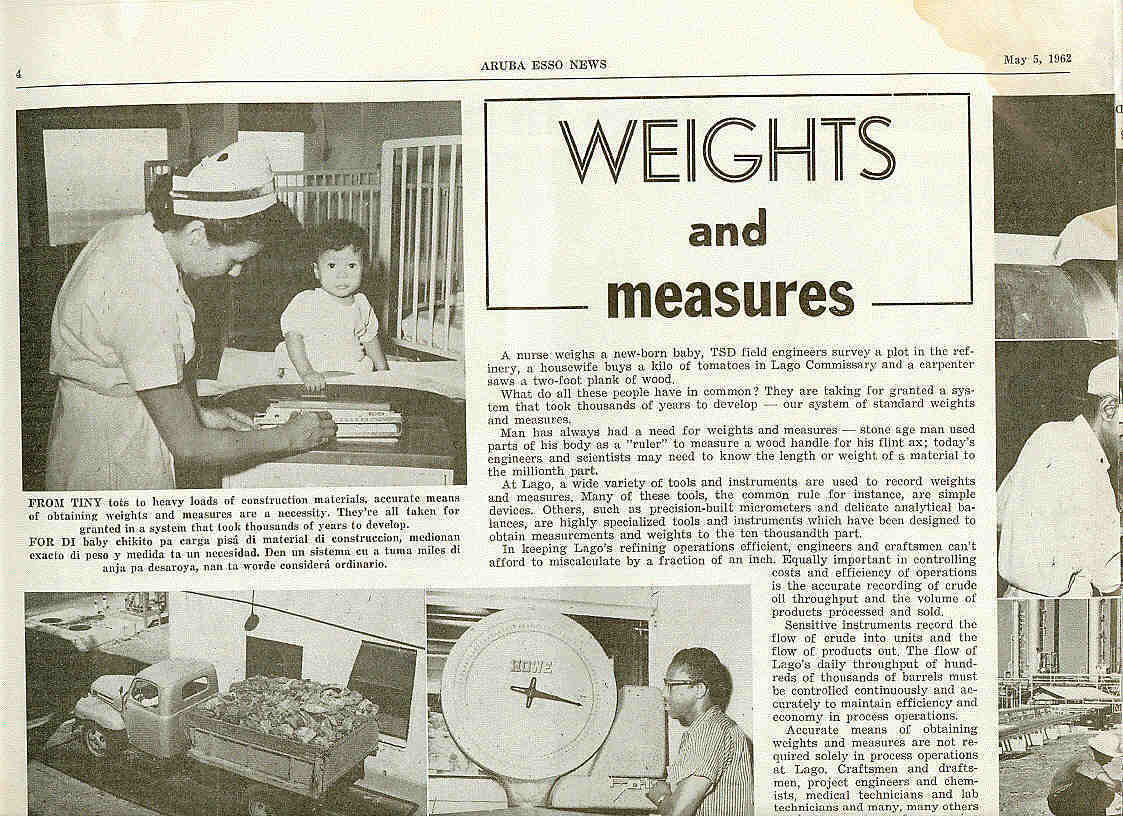 4
ARUBA ESSO NEWS
May 5, 1962
WEIGHTS
and
measures
A nurse weighs a new-born baby, TSD field engineers survey a plot in the ref-
inery, a housewife buys a kilo of tomatoes in Lago Commissary and a carpenter
saws a two-foot plank of wood.
What do all these people have in common? They are taking for granted a sys-
tem that took thousands of years to develop — our system of standard weights
and measures.
Man has always had a need for weights and measures — stone age man used
parts of his body as a "ruler" to measure a wood handle for his flint ax; today's
engineers and scientists may need to know the length or weight of a material to
the millionth part.
At Lago, a wide variety of tools and instruments are used to record weights
and measures. Many of these tools, the common rule for instance, are simple
devices. Others, such as precision-built micrometers and delicate analytical ba-
lances, are highly specialized tools and instruments which have been designed to
obtain measurements and weights to the ten thousandth part.
In keeping Lago's refining operations efficient, engineers and craftsmen can't
afford to miscalculate by a fraction of an inch. Equally important in controlling
costs and efficiency of operations
is the accurate recording of crude
oil throughput and the volume of
products processed and sold.
Sensitive instruments record the
flow of crude into units and the
flow of products out. The flow of
Lago's daily throughput of hund-
reds of thousands of barrels must
be controlled continuously and ac-
curately to maintain efficiency and
economy in process operations.
Accurate means of obtaining
weights and measures are not re-
quired solely in process operations
at Lago. Craftsmen and drafts-
men, project engineers and chem-
ists, medical technicians and lab
technicians and many, many others
FROM TINY tots to heavy loads of construction materials, accurate means
of obtaining weights and measures are a necessity. They're all taken for
granted in a system that took thousands of years to develop.
FOR DI baby chikito pa carga pisá di material di construccion, medionan
exacto di peso y medida ta un necesidad. Den un sistema cu a tuma miles di
anja pa desaroya, nan ta worde considerá ordinario.
HOWE